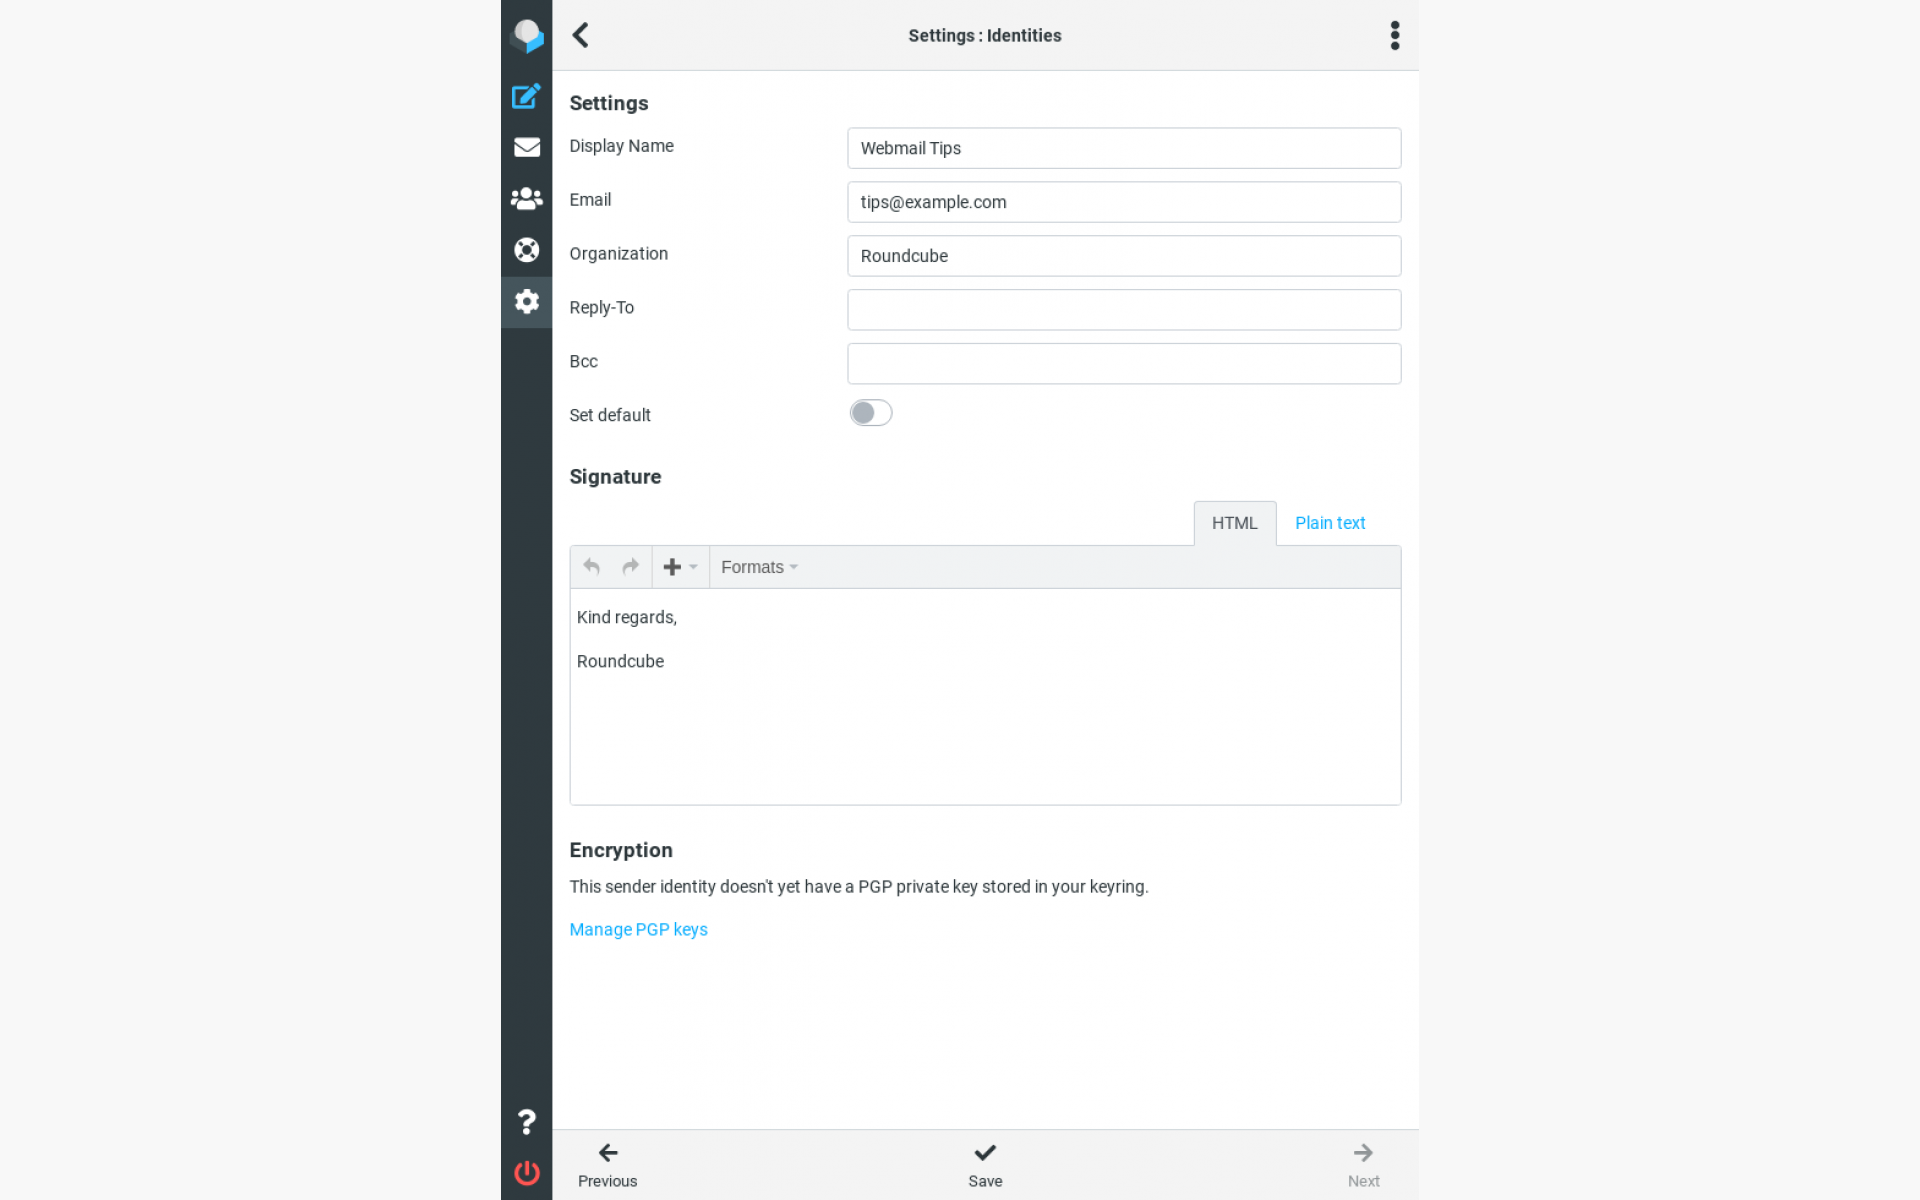 Settings : Identities
Settings
Display Name
Webmail Tips
Email
tips@example.com
Organization
Roundcube
Reply-To
Bcc
Set default
Signature
HTML
Plain text
Formats
Kind regards,
Roundcube
Encryption
This sender identity doesn't yet have a PGP private key stored in your keyring.
Manage PGP keys
Previous
Save
Next